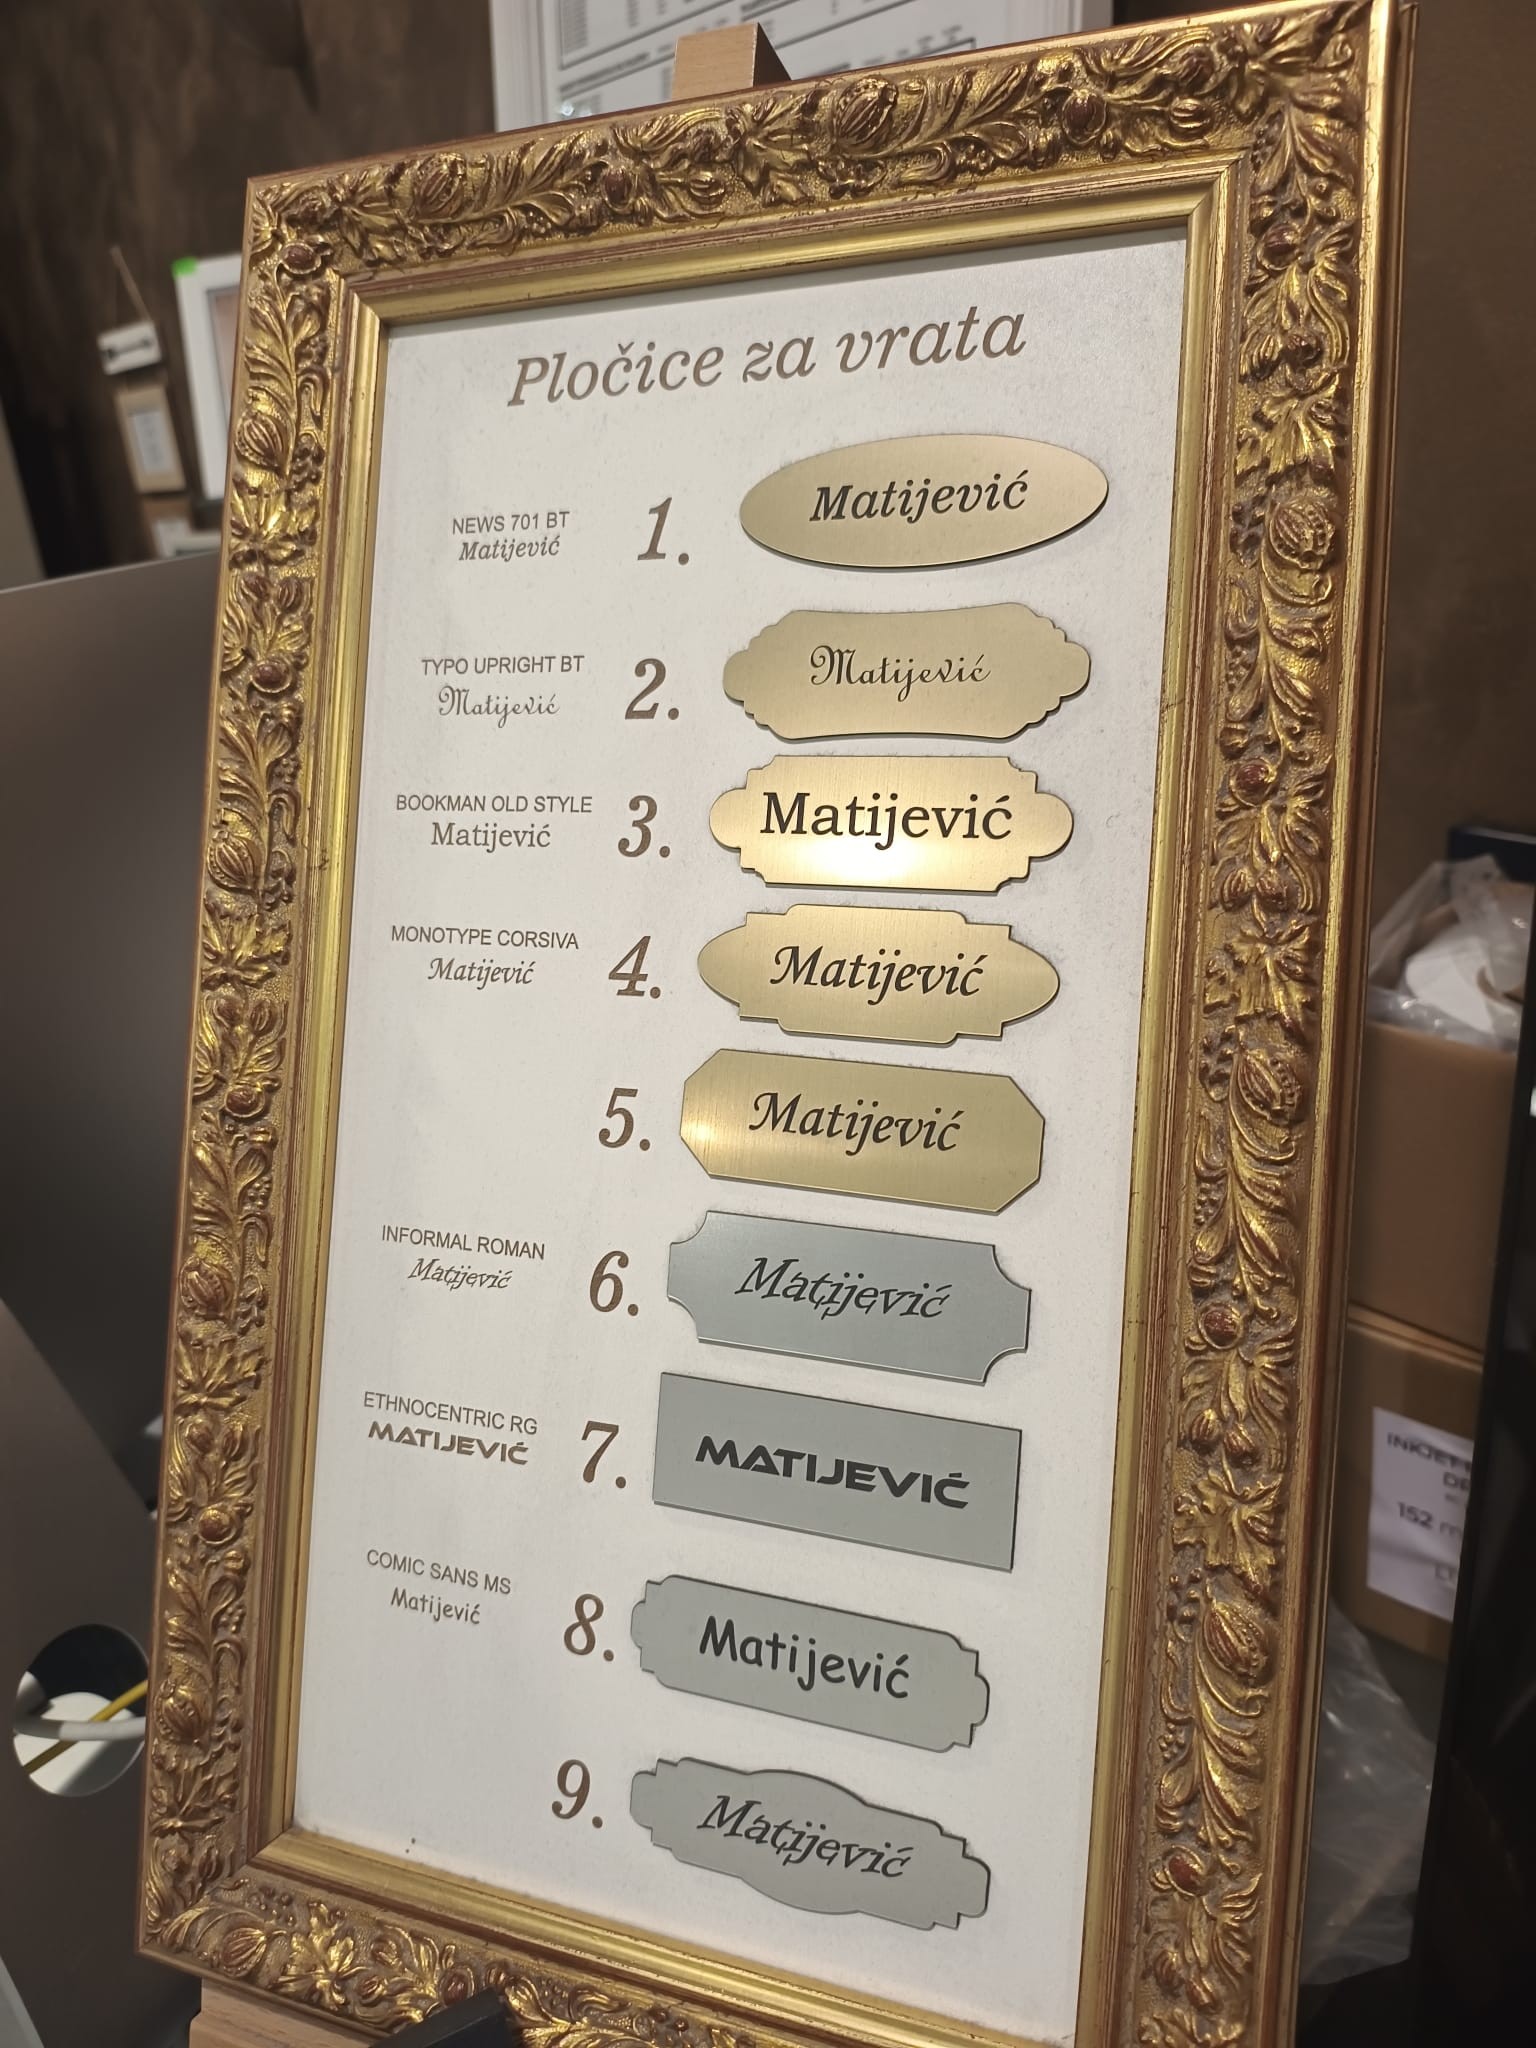 Pločice za vrata
NEWS 701 BT
Matijević
1.
Matijević
TYPO UPRIGHT BT
Matijević
2.
Matijević
BOOKMAN OLD STYLE
Matijević
3.
Matijević
MONOTYPE CORSIVA
Matijević
4.
Matijević
5.
Matijević
INFORMAL ROMAN
Matijević
6.
Matijević
ETHNOCENTRIC RG
MATIJEVIĆ
7.
MATIJEVIĆ
COMIC SANS MS
Matijević
8.
Matijević
9.
Matijević
152